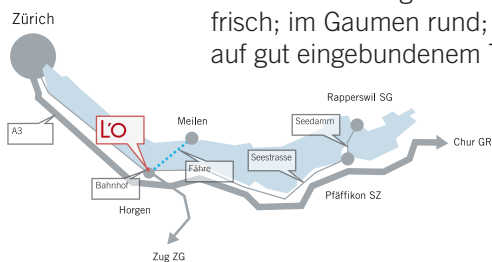 frisch; im Gaumen rund;
auf gut eingebundenem
Zürich
Rapperswil SG
L'O
Meilen
Seedamm
A3
Chur GR
Seestrasse
Fähre
Bahnhof
Pfäffikon SZ
Horgen
Zug ZG